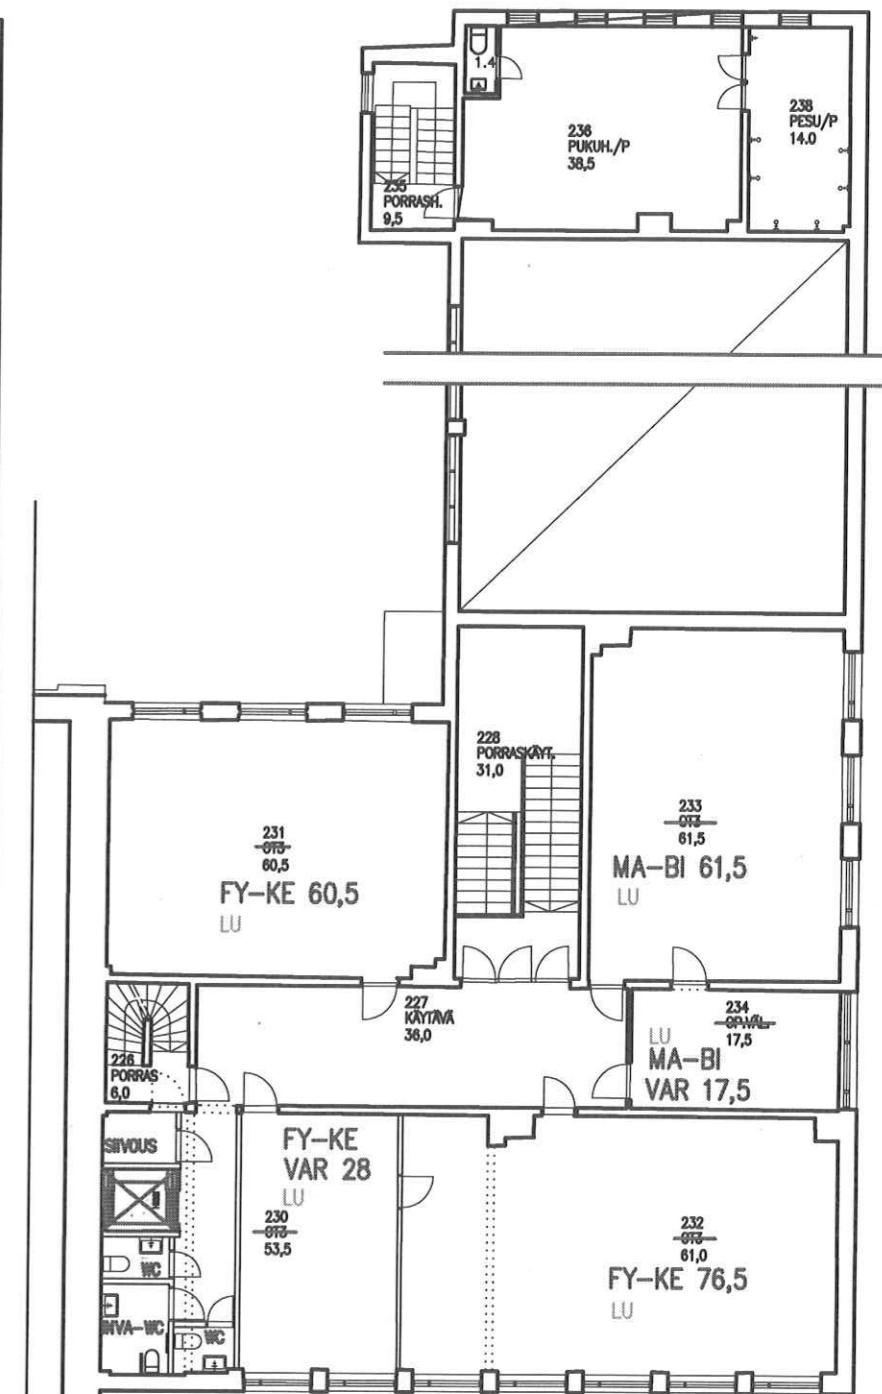 1.4
236
PUKUH./P
38,5
238
PESU/P
14.0
235
PORRASH.
9,5
228
PORRASKÄYT.
31,0
231
OT3
60,5
FY-KE 60,5
LU
233
OT3
61,5
MA-BI 61,5
LU
227
KÄYTÄVÄ
36,0
234
OP.VÄL.
17,5
LU
MA-BI
VAR 17,5
226
PORRAS
6,0
SIIVOUS
FY-KE
VAR 28
LU
230
OT3
53,5
232
OT3
61,0
FY-KE 76,5
LU
WC
INVA-WC
WC